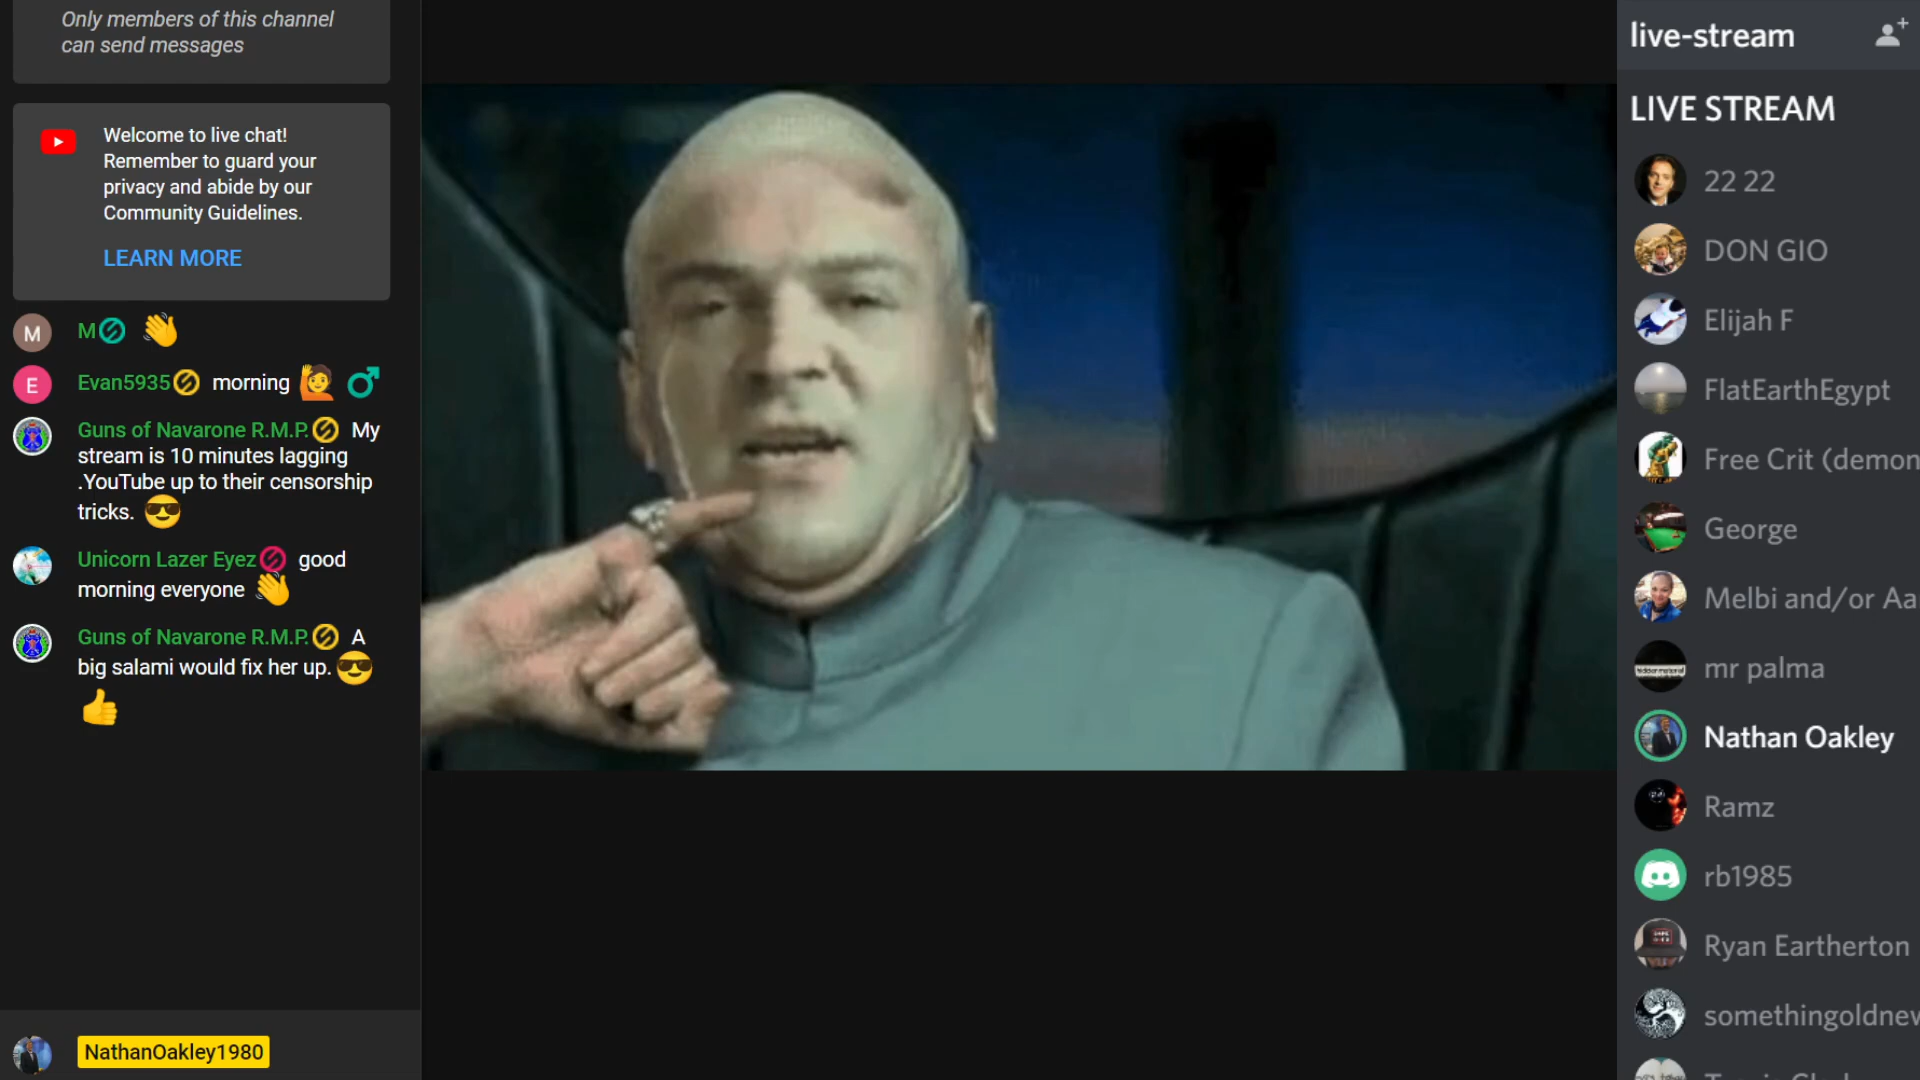 Only members of this channel
can send messages
Welcome to live chat!
Remember to guard your
privacy and abide by our
Community Guidelines.
LEARN MORE
M
M
E
Evan5935 morning
Guns of Navarone R.M.P. My
stream is 10 minutes lagging
.YouTube up to their censorship
tricks.
Unicorn Lazer Eyez good
morning everyone
Guns of Navarone R.M.P. A
big salami would fix her up.
NathanOakley1980
live-stream
LIVE STREAM
22 22
DON GIO
Elijah F
FlatEarthEgypt
Free Crit (demon
George
Melbi and/or Aa
mr palma
Nathan Oakley
Ramz
rb1985
Ryan Eartherton
somethingoldnew